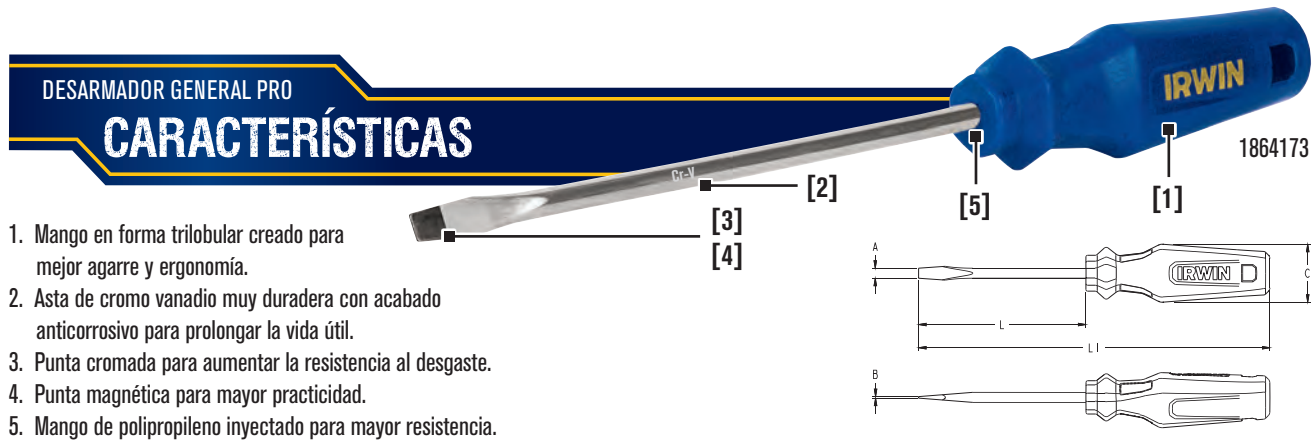 DESARMADOR GENERAL PRO
CARACTERÍSTICAS
IRWIN
1864173
Cr-V
[2]
[5]
[1]
[3]
[4]
1. Mango en forma trilobular creado para
mejor agarre y ergonomía.
2. Asta de cromo vanadio muy duradera con acabado
anticorrosivo para prolongar la vida útil.
3. Punta cromada para aumentar la resistencia al desgaste.
4. Punta magnética para mayor practicidad.
5. Mango de polipropileno inyectado para mayor resistencia.
A
IRWIN
C
L
L1
B